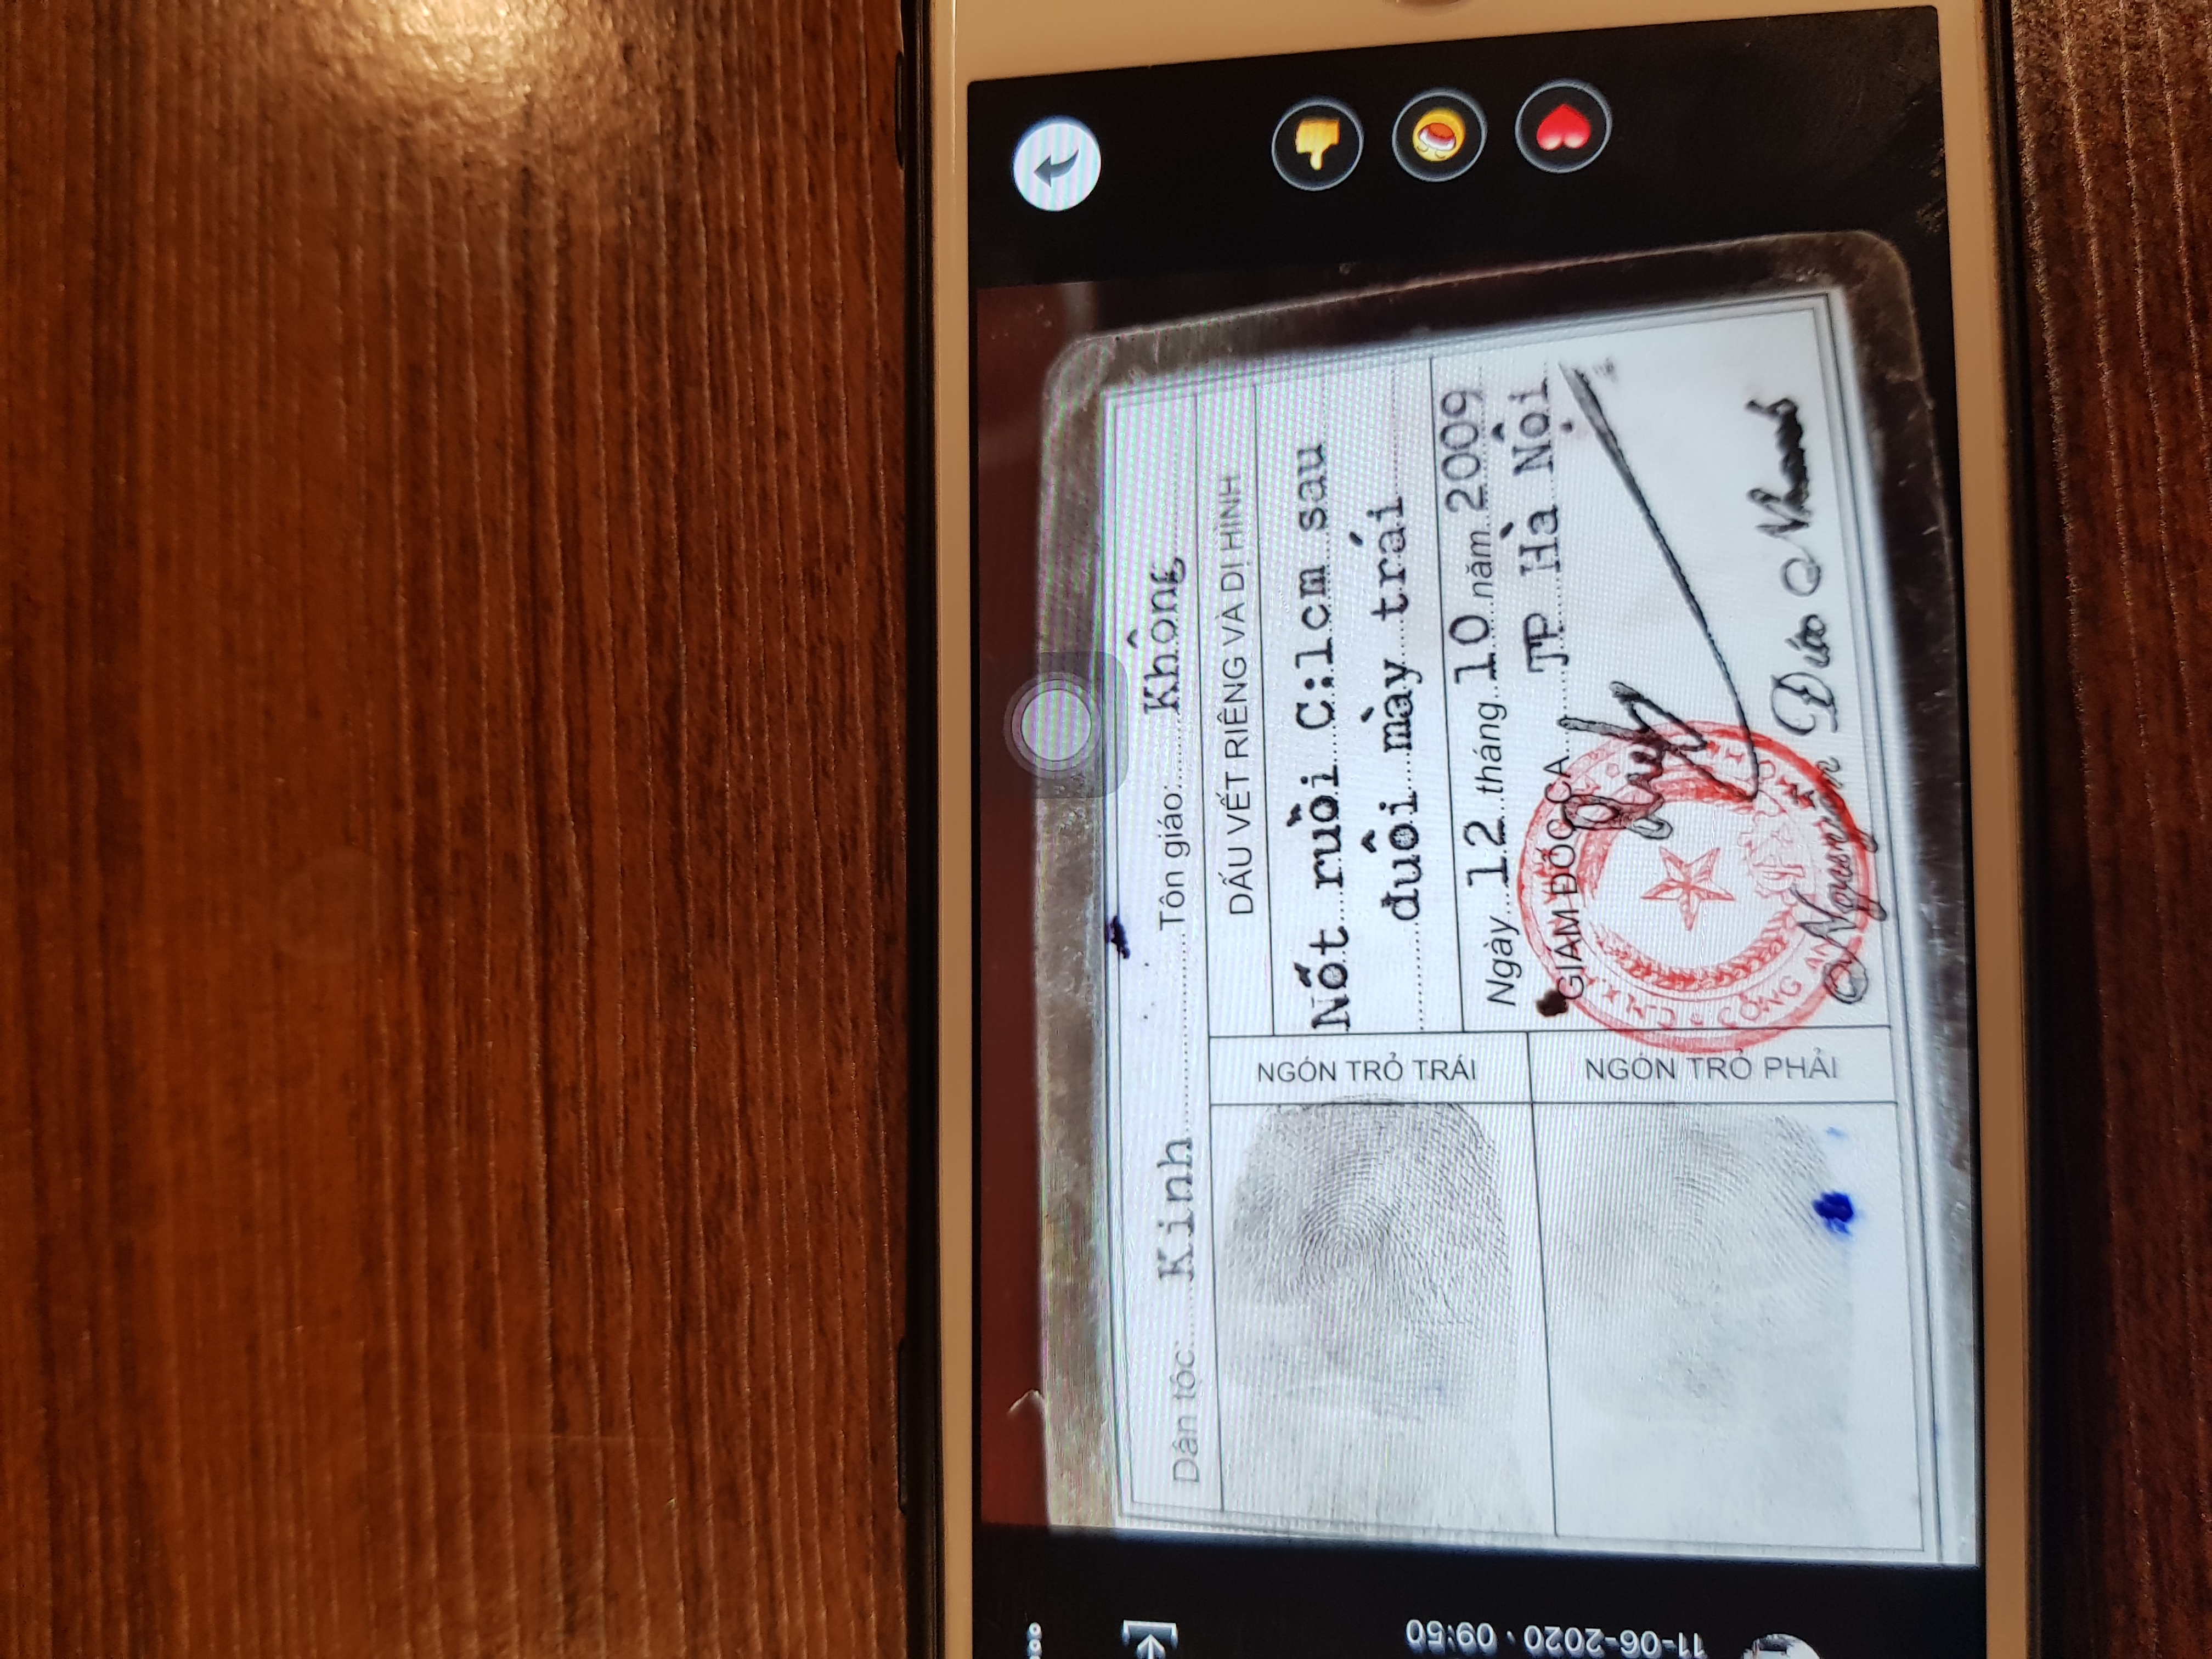 Dân tộc: Kinh Tôn giáo: Không
DẤU VẾT RIÊNG VÀ DỊ HÌNH
Nốt ruồi C:1cm sau
đuôi mày trái
Ngày 12 tháng 10 năm 2009
GIÁM ĐỐC CA TP Hà Nội
CÔNG AN
Nguyễn Đức Nhanh
NGÓN TRỎ TRÁI
NGÓN TRỎ PHẢI
11-06-2020 • 09:50